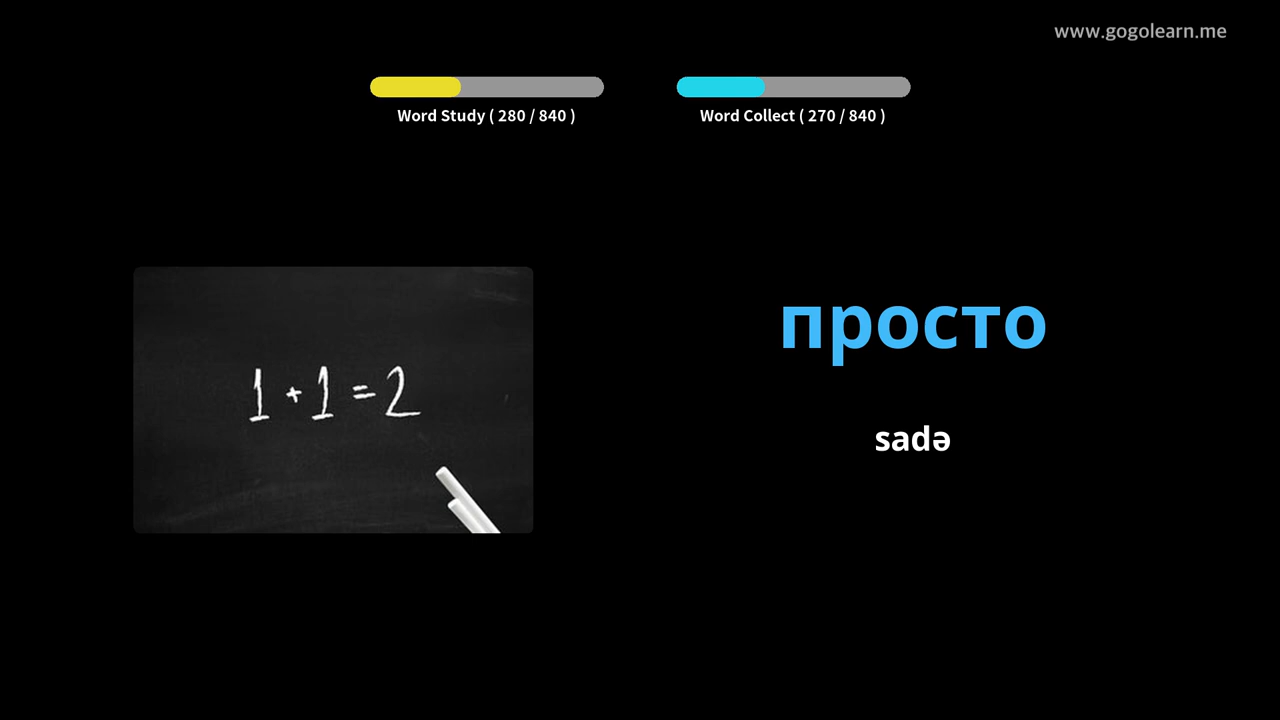 www.gogolearn.me
Word Study ( 280 / 840 )
Word Collect ( 270 / 840 )
1 + 1 = 2
просто
sadə